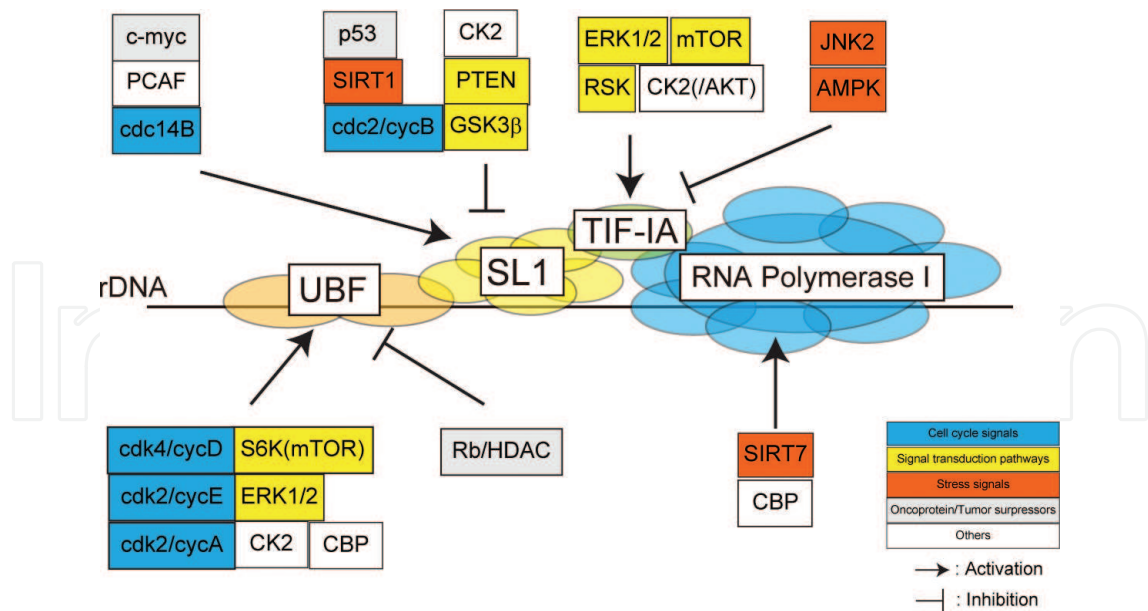 c-myc
PCAF
cdc14B
p53
SIRT1
cdc2/cycB
CK2
PTEN
GSK3β
ERK1/2 mTOR
RSK CK2(/AKT)
JNK2
AMPK
TIF-IA
SL1
RNA Polymerase I
rDNA
UBF
cdk4/cycD S6K(mTOR)
cdk2/cycE ERK1/2
cdk2/cycA CK2 CBP
Rb/HDAC
SIRT7
CBP
Cell cycle signals
Signal transduction pathways
Stress signals
Oncoprotein/Tumor surpressors
Others
: Activation
: Inhibition